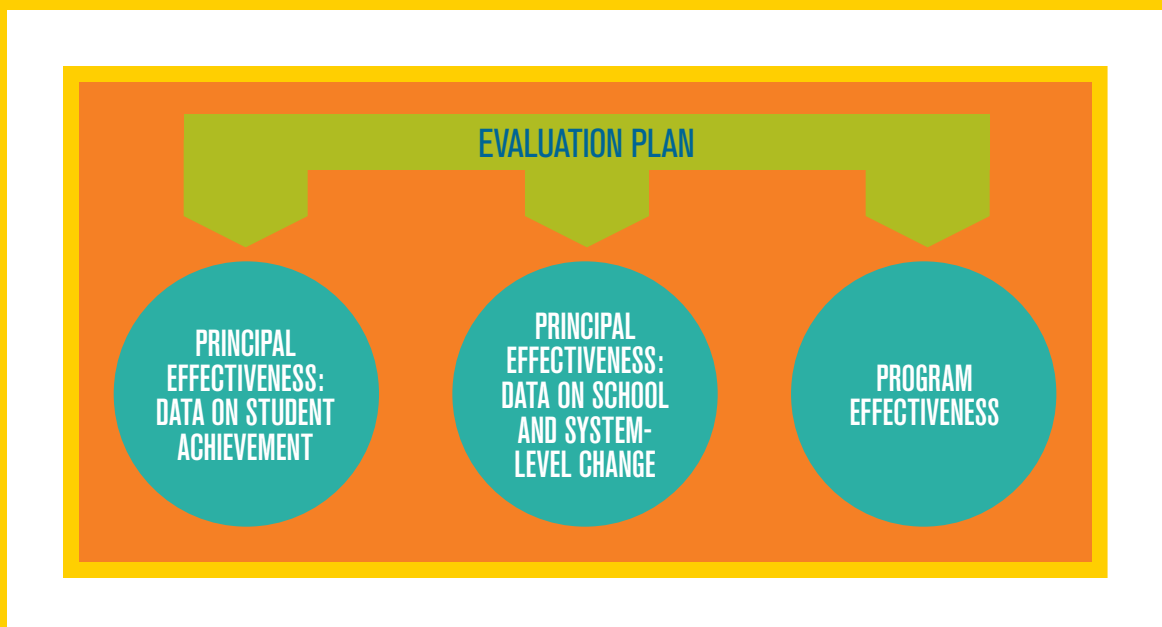 EVALUATION PLAN
PRINCIPAL
EFFECTIVENESS:
DATA ON STUDENT
ACHIEVEMENT
PRINCIPAL
EFFECTIVENESS:
DATA ON SCHOOL
AND SYSTEM-
LEVEL CHANGE
PROGRAM
EFFECTIVENESS